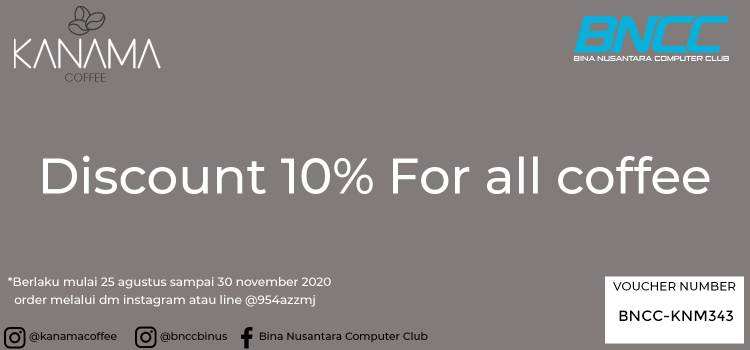 KANAMA
COFFEE
BNCC
BINA NUSANTARA COMPUTER CLUB
Discount 10% For all coffee
*Berlaku mulai 25 agustus sampai 30 november 2020
order melalui dm instagram atau line @954azzmj
VOUCHER NUMBER
BNCC-KNM343
@kanamacoffee @bnccbinus Bina Nusantara Computer Club